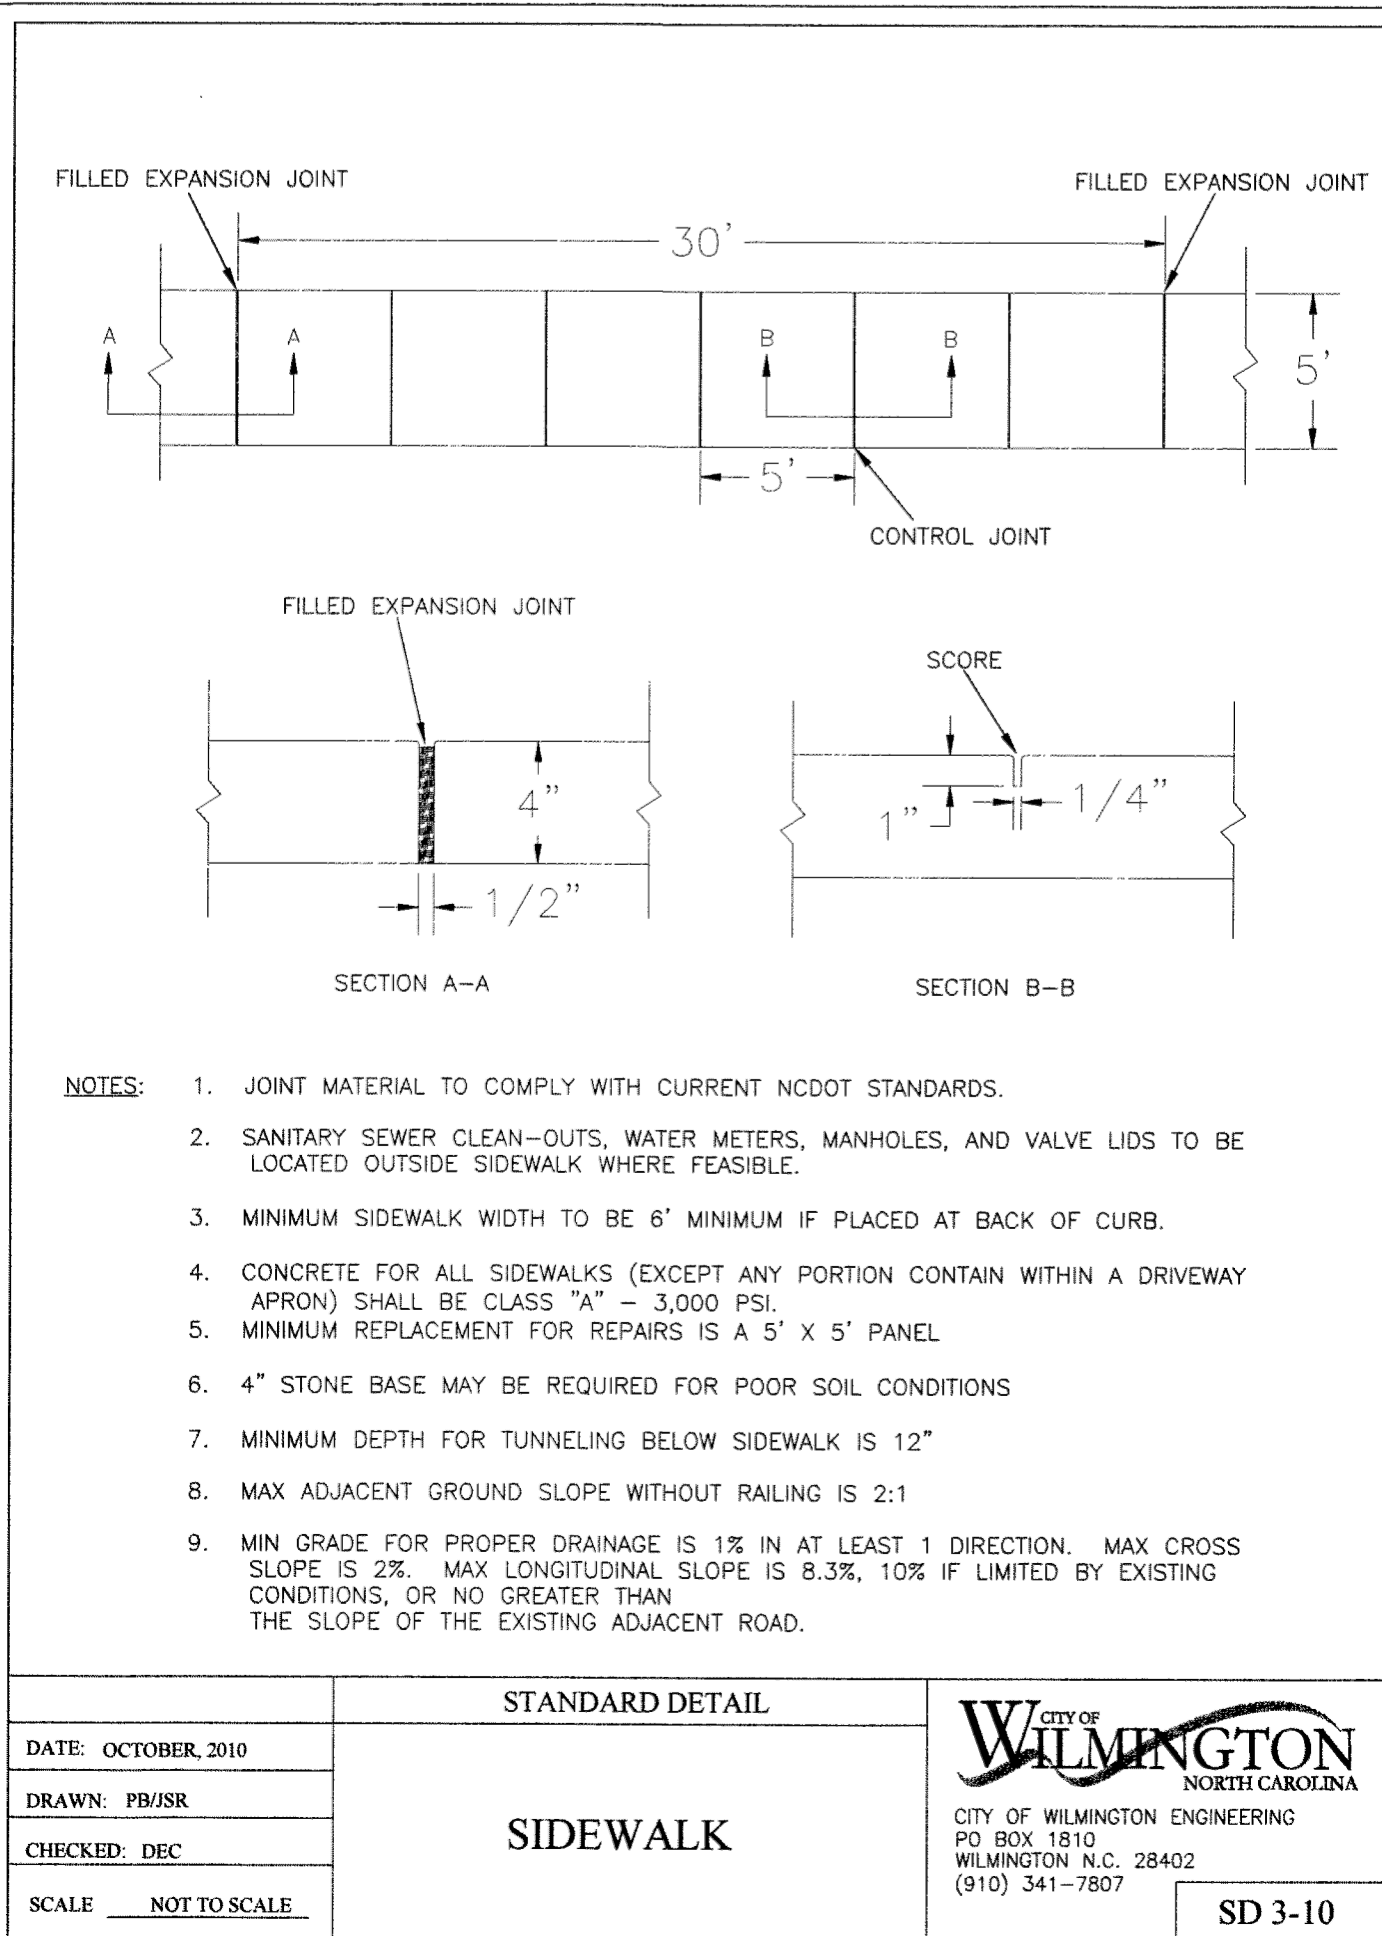 FILLED EXPANSION JOINT
FILLED EXPANSION JOINT
30'
A
A
B
B
5'
5'
CONTROL JOINT
FILLED EXPANSION JOINT
SCORE
4"
1"
1/4"
1/2"
SECTION A-A
SECTION B-B
NOTES: 1. JOINT MATERIAL TO COMPLY WITH CURRENT NCDOT STANDARDS.
2. SANITARY SEWER CLEAN-OUTS, WATER METERS, MANHOLES, AND VALVE LIDS TO BE
LOCATED OUTSIDE SIDEWALK WHERE FEASIBLE.
3. MINIMUM SIDEWALK WIDTH TO BE 6' MINIMUM IF PLACED AT BACK OF CURB.
4. CONCRETE FOR ALL SIDEWALKS (EXCEPT ANY PORTION CONTAIN WITHIN A DRIVEWAY
APRON) SHALL BE CLASS "A" - 3,000 PSI.
5. MINIMUM REPLACEMENT FOR REPAIRS IS A 5' X 5' PANEL
6. 4" STONE BASE MAY BE REQUIRED FOR POOR SOIL CONDITIONS
7. MINIMUM DEPTH FOR TUNNELING BELOW SIDEWALK IS 12"
8. MAX ADJACENT GROUND SLOPE WITHOUT RAILING IS 2:1
9. MIN GRADE FOR PROPER DRAINAGE IS 1% IN AT LEAST 1 DIRECTION. MAX CROSS
SLOPE IS 2%. MAX LONGITUDINAL SLOPE IS 8.3%, 10% IF LIMITED BY EXISTING
CONDITIONS, OR NO GREATER THAN
THE SLOPE OF THE EXISTING ADJACENT ROAD.
DATE: OCTOBER, 2010
DRAWN: PB/JSR
CHECKED: DEC
SCALE NOT TO SCALE
STANDARD DETAIL
SIDEWALK
CITY OF
WILMINGTON
NORTH CAROLINA
CITY OF WILMINGTON ENGINEERING
PO BOX 1810
WILMINGTON N.C. 28402
(910) 341-7807
SD 3-10